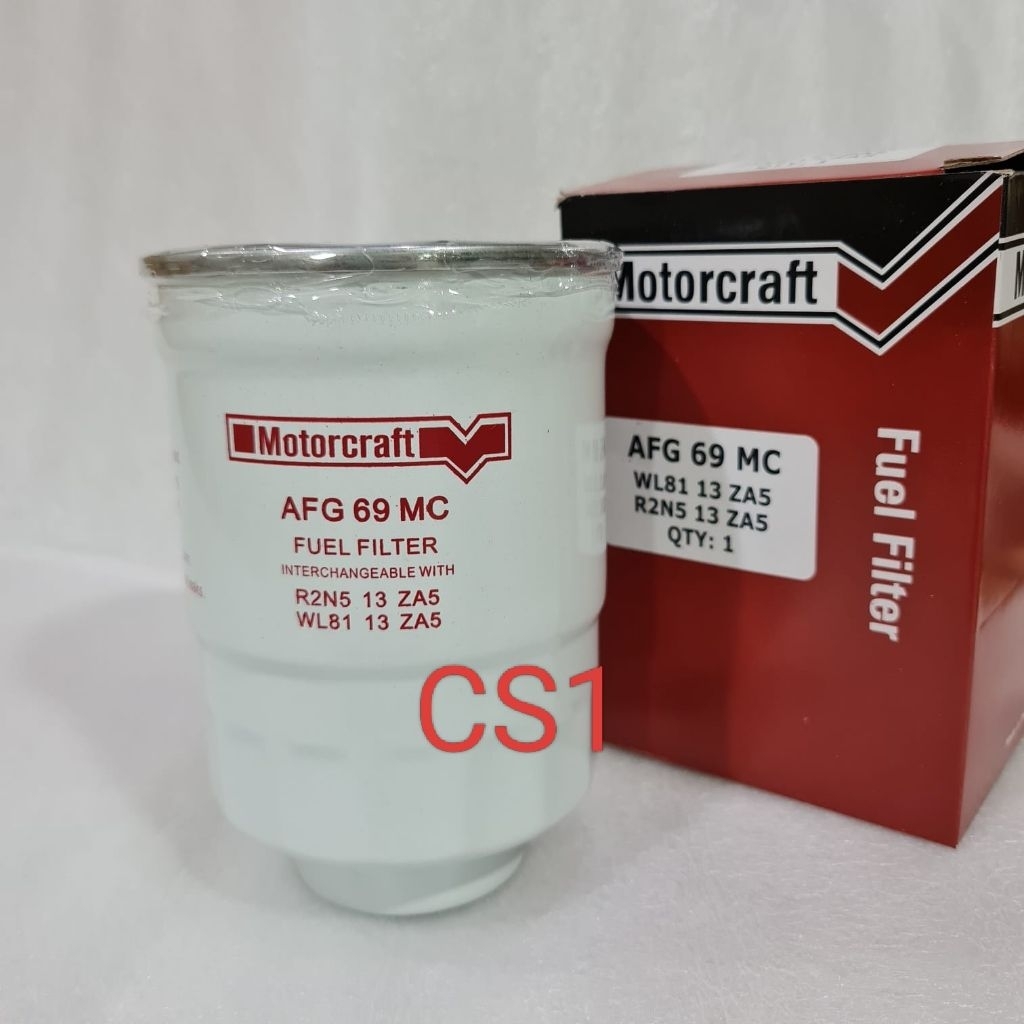 Motorcraft
AFG 69 MC
FUEL FILTER
INTERCHANGEABLE WITH
R2N5 13 ZA5
WL81 13 ZA5
CS1
Motorcraft
AFG 69 MC
WL81 13 ZA5
R2N5 13 ZA5
QTY: 1
Fuel Filter